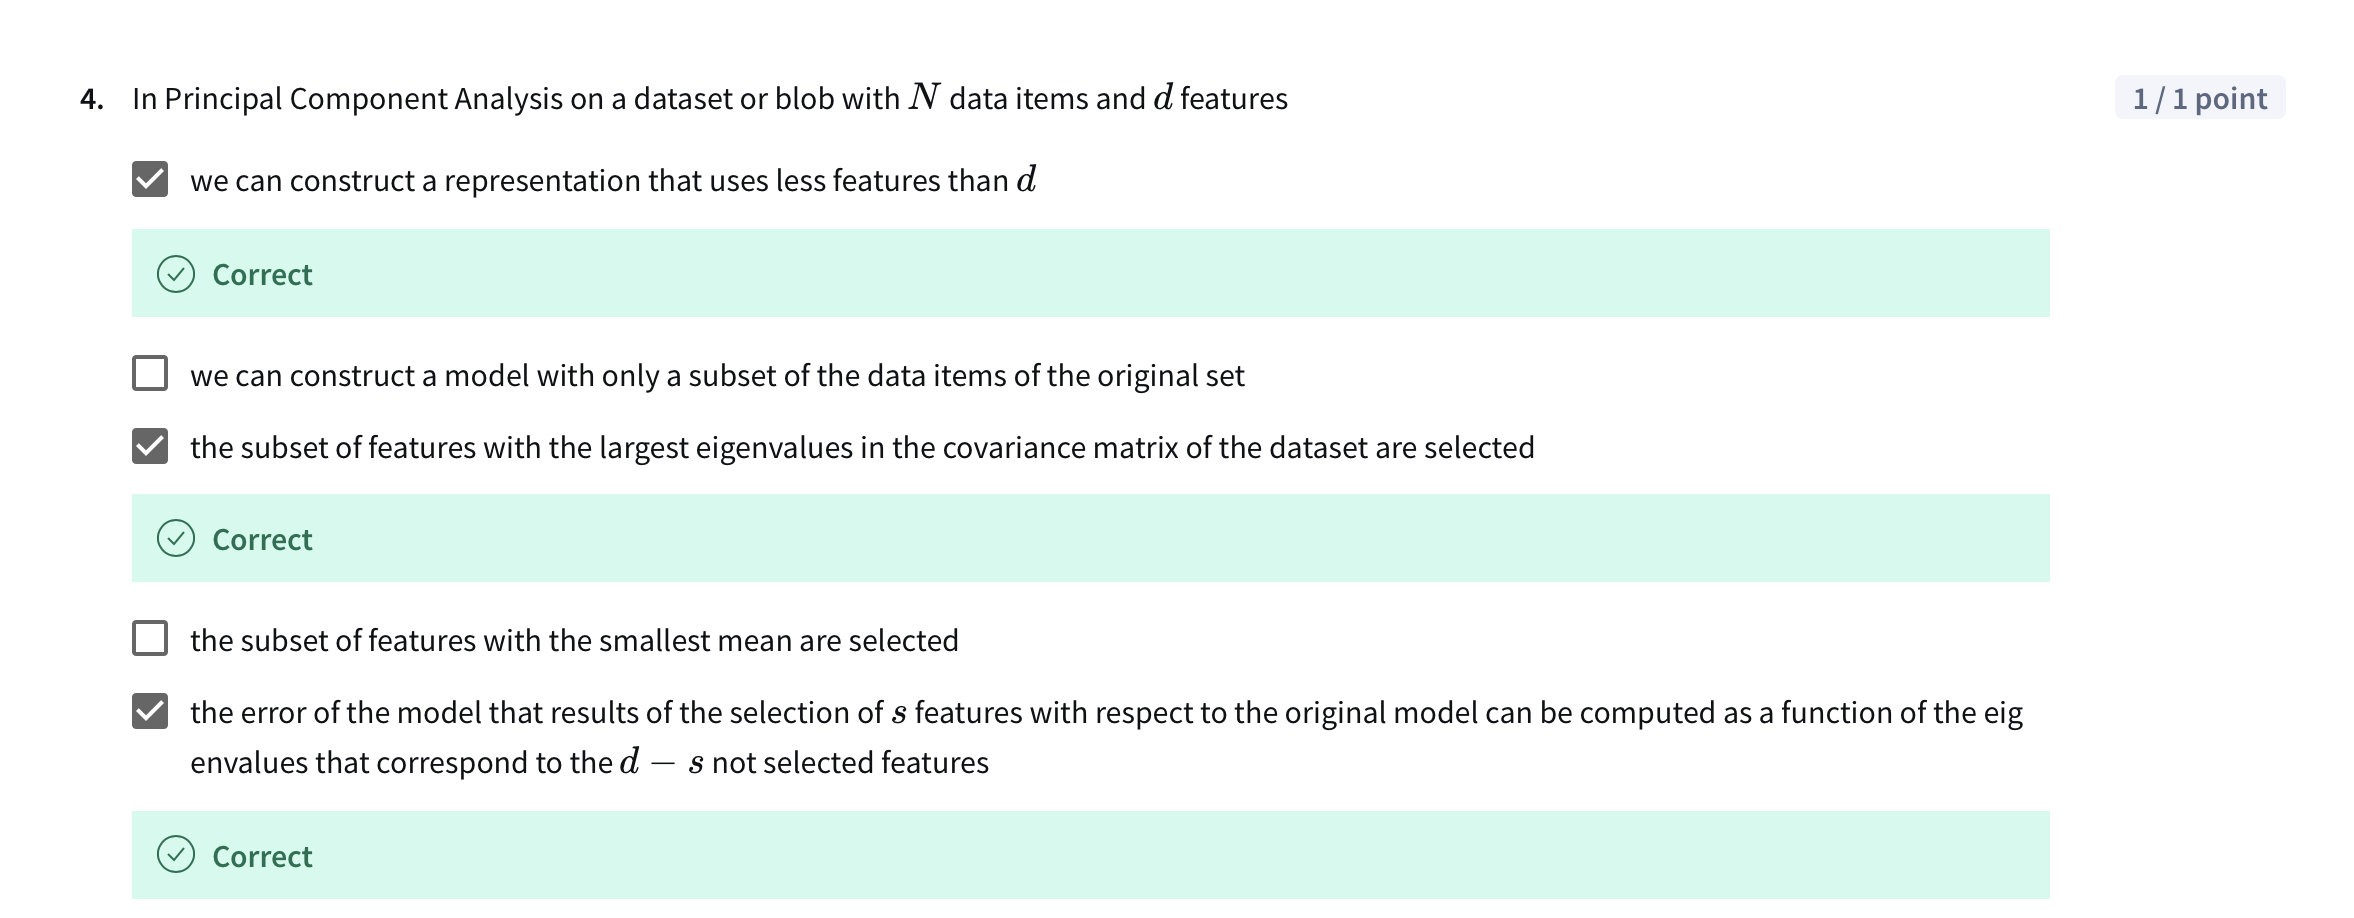 4. In Principal Component Analysis on a dataset or blob with N data items and d features
1 / 1 point
we can construct a representation that uses less features than d
Correct
we can construct a model with only a subset of the data items of the original set
the subset of features with the largest eigenvalues in the covariance matrix of the dataset are selected
Correct
the subset of features with the smallest mean are selected
the error of the model that results of the selection of s features with respect to the original model can be computed as a function of the eig
envalues that correspond to the d − s not selected features
Correct